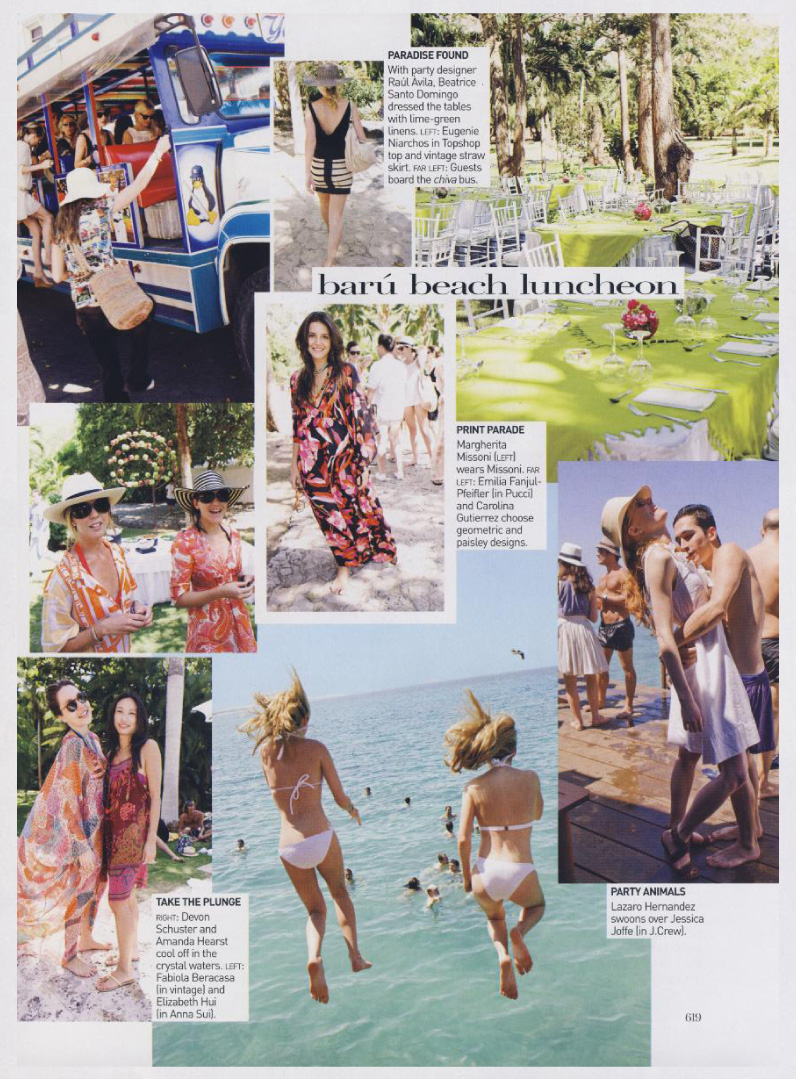 PARADISE FOUND
With party designer
Raúl Àvila, Beatrice
Santo Domingo
dressed the tables
with lime-green
linens. LEFT: Eugenie
Niarchos in Topshop
top and vintage straw
skirt. FAR LEFT: Guests
board the chiva bus.
barú beach luncheon
PRINT PARADE
Margherita
Missoni (LEFT)
wears Missoni. FAR
LEFT: Emilia Fanjul-
Pfeifler (in Pucci)
and Carolina
Gutierrez choose
geometric and
paisley designs.
TAKE THE PLUNGE
RIGHT: Devon
Schuster and
Amanda Hearst
cool off in the
crystal waters. LEFT:
Fabiola Beracasa
(in vintage) and
Elizabeth Hui
(in Anna Sui).
PARTY ANIMALS
Lazaro Hernandez
swoons over Jessica
Joffe (in J.Crew).
619